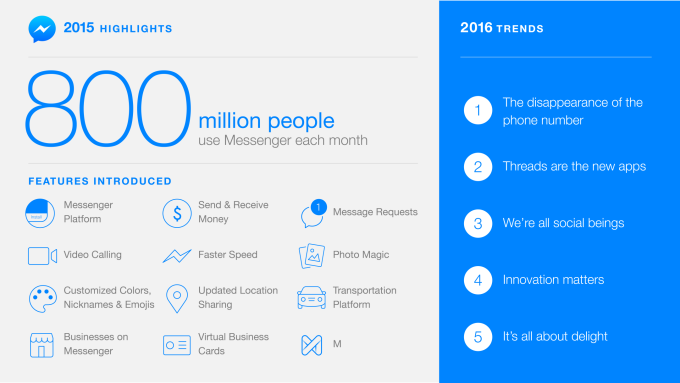 2015 HIGHLIGHTS
800
million people
use Messenger each month
FEATURES INTRODUCED
Messenger
Platform
Send & Receive
Money
1
Message Requests
Video Calling
Faster Speed
Photo Magic
Customized Colors,
Nicknames & Emojis
Updated Location
Sharing
Transportation
Platform
Businesses on
Messenger
Virtual Business
Cards
M
2016 TRENDS
1
The disappearance of the
phone number
2
Threads are the new apps
3
We're all social beings
4
Innovation matters
5
It's all about delight